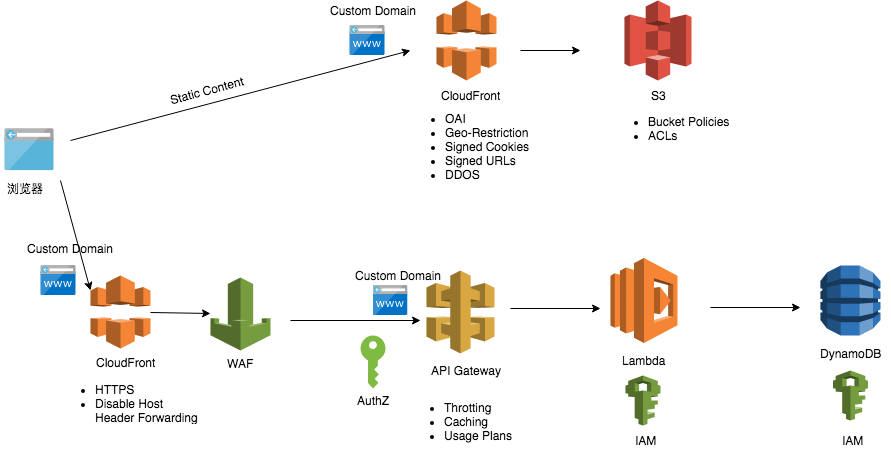 Custom Domain
www
Static Content
CloudFront
S3
OAI
Geo-Restriction
Signed Cookies
Signed URLs
DDOS
Bucket Policies
ACLs
浏览器
Custom Domain
www
CloudFront
HTTPS
Disable Host
Header Forwarding
WAF
Custom Domain
www
AuthZ
API Gateway
Throtting
Caching
Usage Plans
Lambda
IAM
DynamoDB
IAM